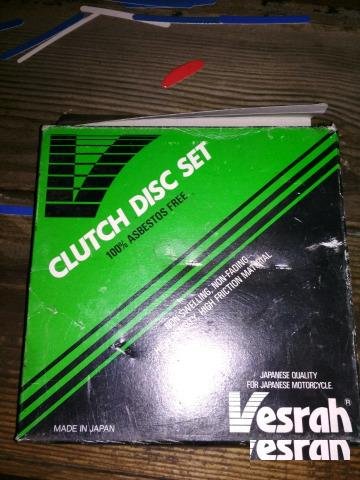 CLUTCH DISC SET
100% ASBESTOS FREE
SWELLING, NON-FADING
HIGH FRICTION MATERIAL
JAPANESE QUALITY
FOR JAPANESE MOTORCYCLE.
Vesrah®
MADE IN JAPAN